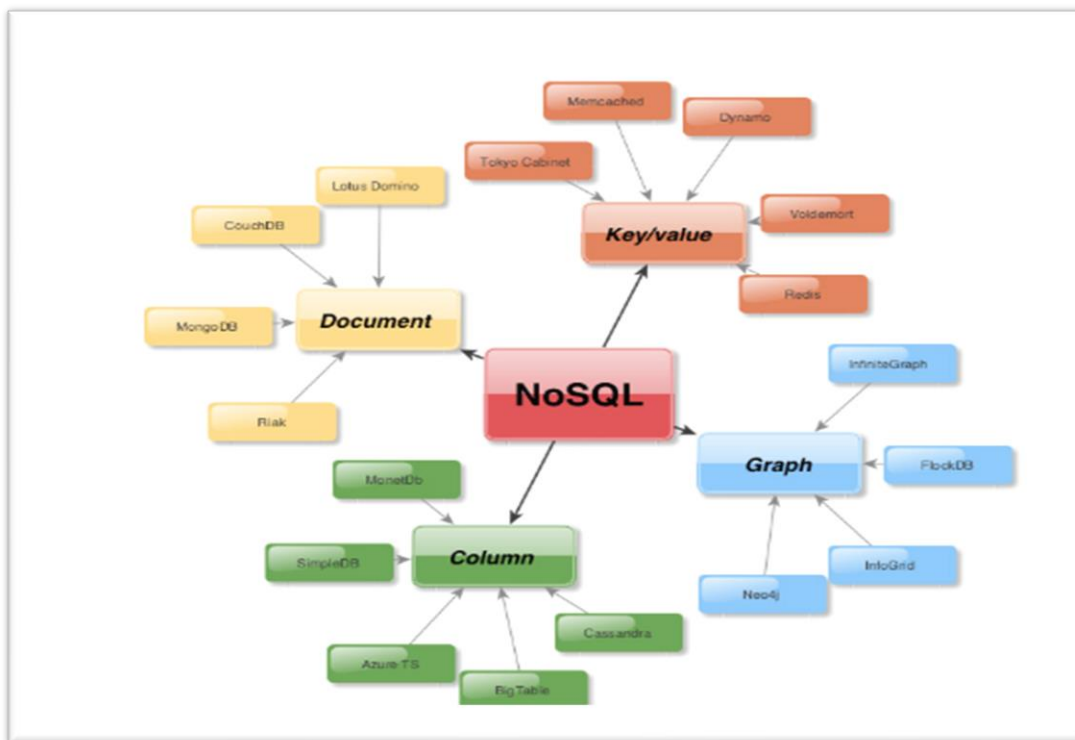 Memcached
Dynamo
Tokyo Cabinet
Lotus Domino
Key/value
Voldemort
CouchDB
Redis
Document
MongoDB
InfiniteGraph
NoSQL
Riak
Graph
FlockDB
MonetDb
Column
SimpleDB
InfoGrid
Neo4j
Cassandra
Azure TS
BigTable